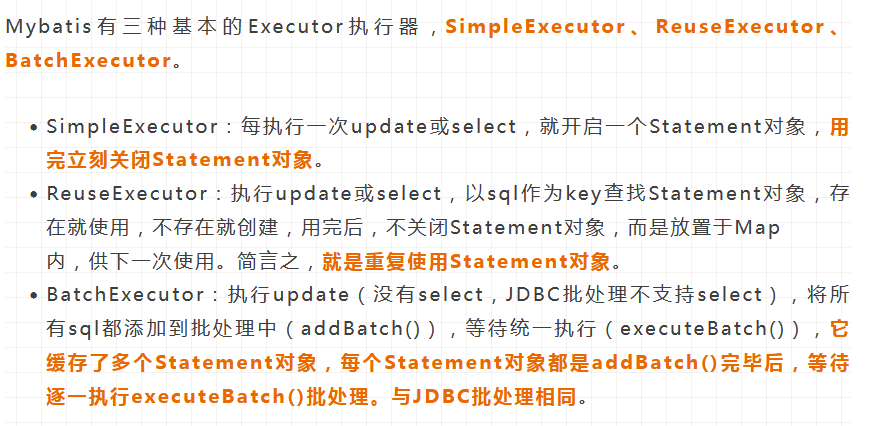 Mybatis有三种基本的Executor执行器，SimpleExecutor、ReuseExecutor、
BatchExecutor。
• SimpleExecutor：每执行一次update或select，就开启一个Statement对象，用
完立刻关闭Statement对象。
• ReuseExecutor：执行update或select，以sql作为key查找Statement对象，存
在就使用，不存在就创建，用完后，不关闭Statement对象，而是放置于Map
内，供下一次使用。简言之，就是重复使用Statement对象。
• BatchExecutor：执行update（没有select，JDBC批处理不支持select），将所
有sql都添加到批处理中（addBatch()），等待统一执行（executeBatch()），它
缓存了多个Statement对象，每个Statement对象都是addBatch()完毕后，等待
逐一执行executeBatch()批处理。与JDBC批处理相同。